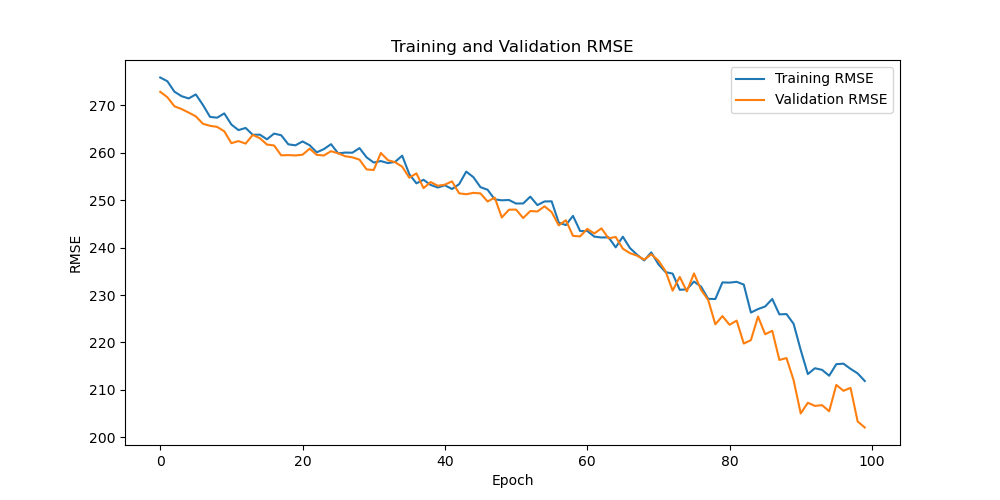 Training and Validation RMSE
Training RMSE
Validation RMSE
270
260
250
240
230
220
210
200
RMSE
0 20 40 60 80 100
Epoch